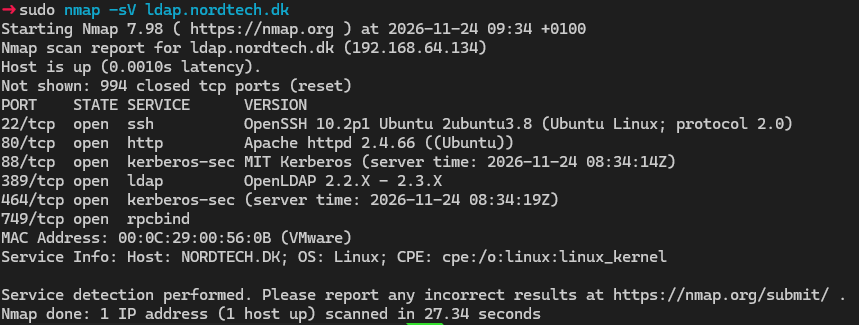 →sudo nmap -sV ldap.nordtech.dk
Starting Nmap 7.98 ( https://nmap.org ) at 2026-11-24 09:34 +0100
Nmap scan report for ldap.nordtech.dk (192.168.64.134)
Host is up (0.0010s latency).
Not shown: 994 closed tcp ports (reset)
PORT    STATE SERVICE      VERSION
22/tcp  open  ssh          OpenSSH 10.2p1 Ubuntu 2ubuntu3.8 (Ubuntu Linux; protocol 2.0)
80/tcp  open  http         Apache httpd 2.4.66 ((Ubuntu))
88/tcp  open  kerberos-sec MIT Kerberos (server time: 2026-11-24 08:34:14Z)
389/tcp open  ldap         OpenLDAP 2.2.X - 2.3.X
464/tcp open  kerberos-sec (server time: 2026-11-24 08:34:19Z)
749/tcp open  rpcbind
MAC Address: 00:0C:29:00:56:0B (VMware)
Service Info: Host: NORDTECH.DK; OS: Linux; CPE: cpe:/o:linux:linux_kernel

Service detection performed. Please report any incorrect results at https://nmap.org/submit/ .
Nmap done: 1 IP address (1 host up) scanned in 27.34 seconds